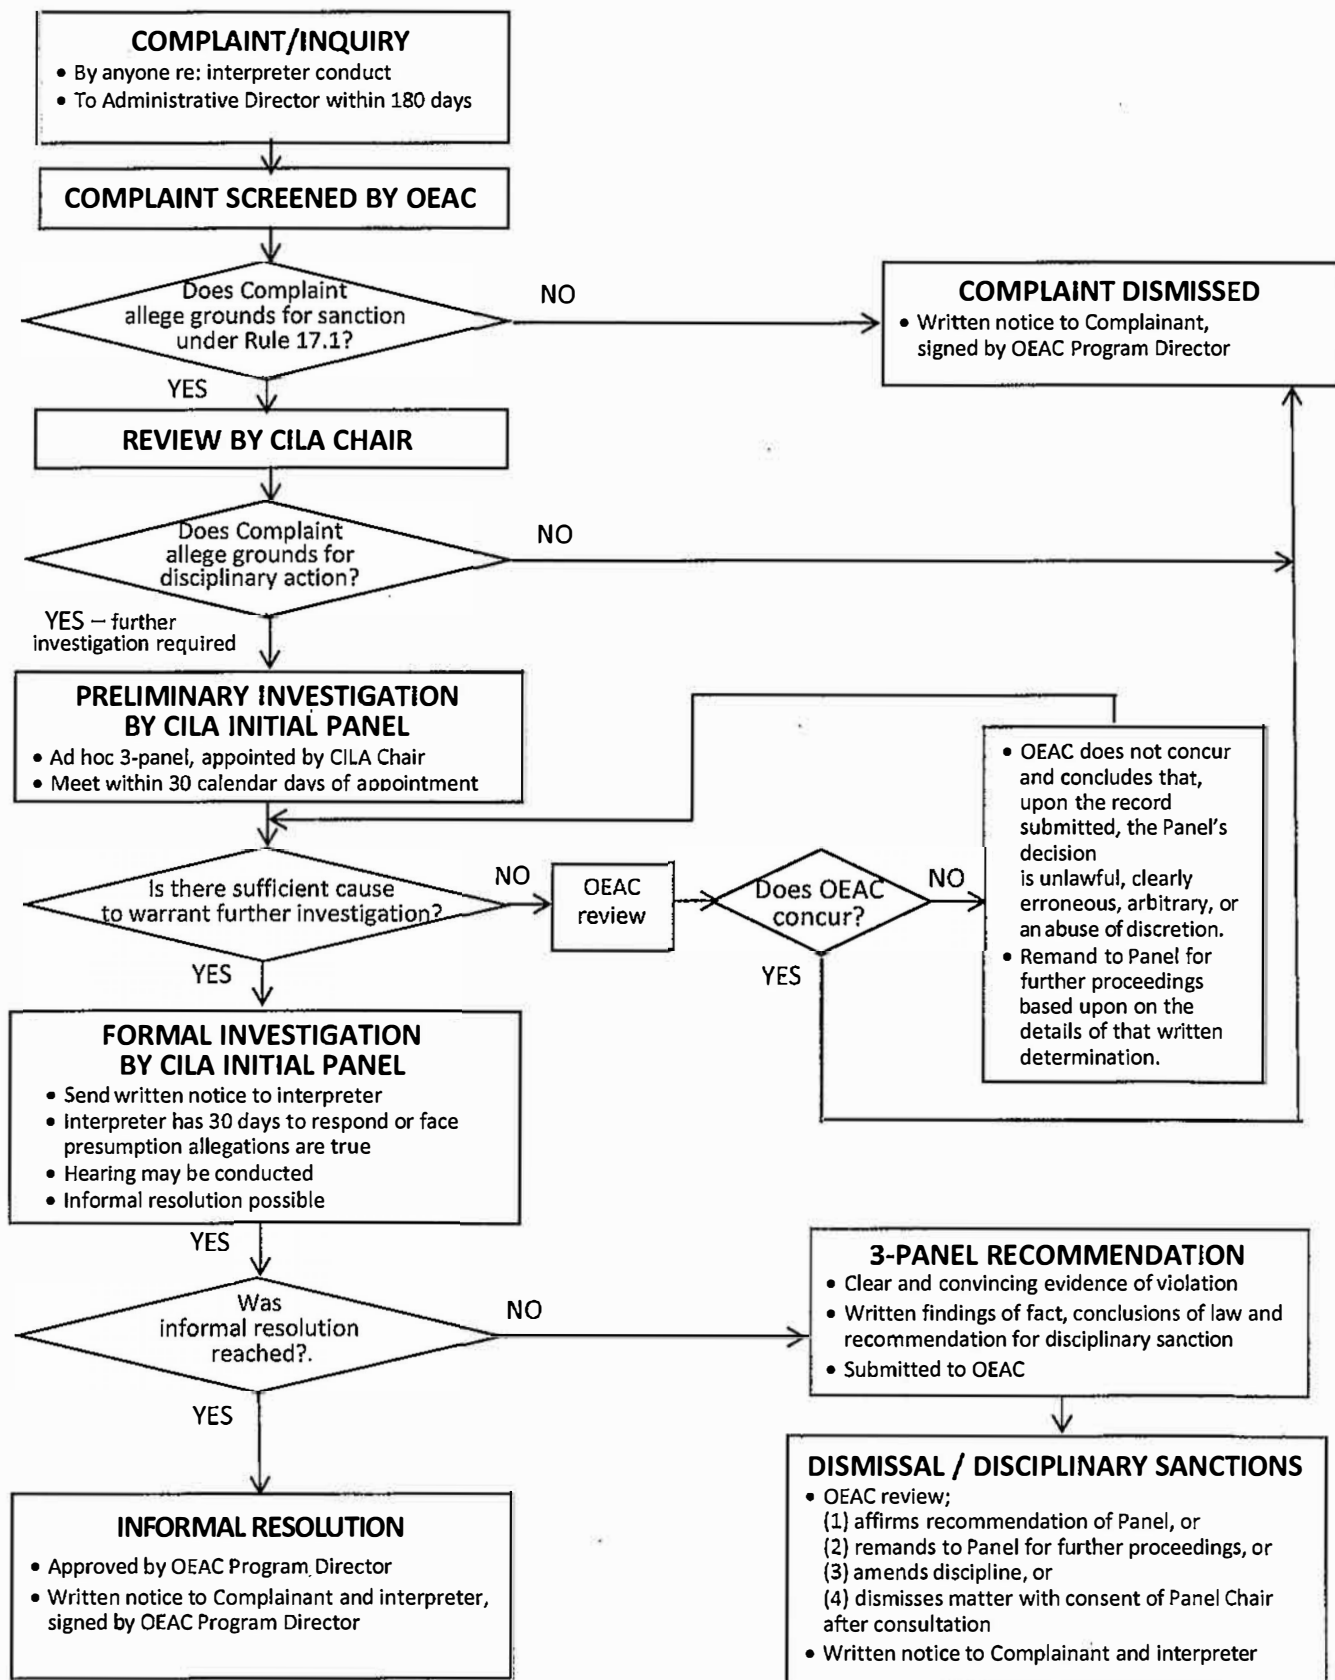 COMPLAINT/INQUIRY
• By anyone re: interpreter conduct
• To Administrative Director within 180 days
COMPLAINT SCREENED BY OEAC
Does Complaint
allege grounds for sanction
under Rule 17.1?
NO
COMPLAINT DISMISSED
• Written notice to Complainant,
signed by OEAC Program Director
YES
REVIEW BY CILA CHAIR
Does Complaint
allege grounds for
disciplinary action?
NO
YES – further
investigation required
PRELIMINARY INVESTIGATION
BY CILA INITIAL PANEL
• Ad hoc 3-panel, appointed by CILA Chair
• Meet within 30 calendar days of appointment
Is there sufficient cause
to warrant further investigation?
NO
OEAC
review
Does OEAC
concur?
NO
• OEAC does not concur
and concludes that,
upon the record
submitted, the Panel's
decision
is unlawful, clearly
erroneous, arbitrary, or
an abuse of discretion.
• Remand to Panel for
further proceedings
based upon on the
details of that written
determination.
YES
YES
FORMAL INVESTIGATION
BY CILA INITIAL PANEL
• Send written notice to interpreter
• Interpreter has 30 days to respond or face
presumption allegations are true
• Hearing may be conducted
• Informal resolution possible
YES
Was
informal resolution
reached?.
NO
3-PANEL RECOMMENDATION
• Clear and convincing evidence of violation
• Written findings of fact, conclusions of law and
recommendation for disciplinary sanction
• Submitted to OEAC
YES
INFORMAL RESOLUTION
• Approved by OEAC Program Director
• Written notice to Complainant and interpreter,
signed by OEAC Program Director
DISMISSAL / DISCIPLINARY SANCTIONS
• OEAC review;
(1) affirms recommendation of Panel, or
(2) remands to Panel for further proceedings, or
(3) amends discipline, or
(4) dismisses matter with consent of Panel Chair
after consultation
• Written notice to Complainant and interpreter